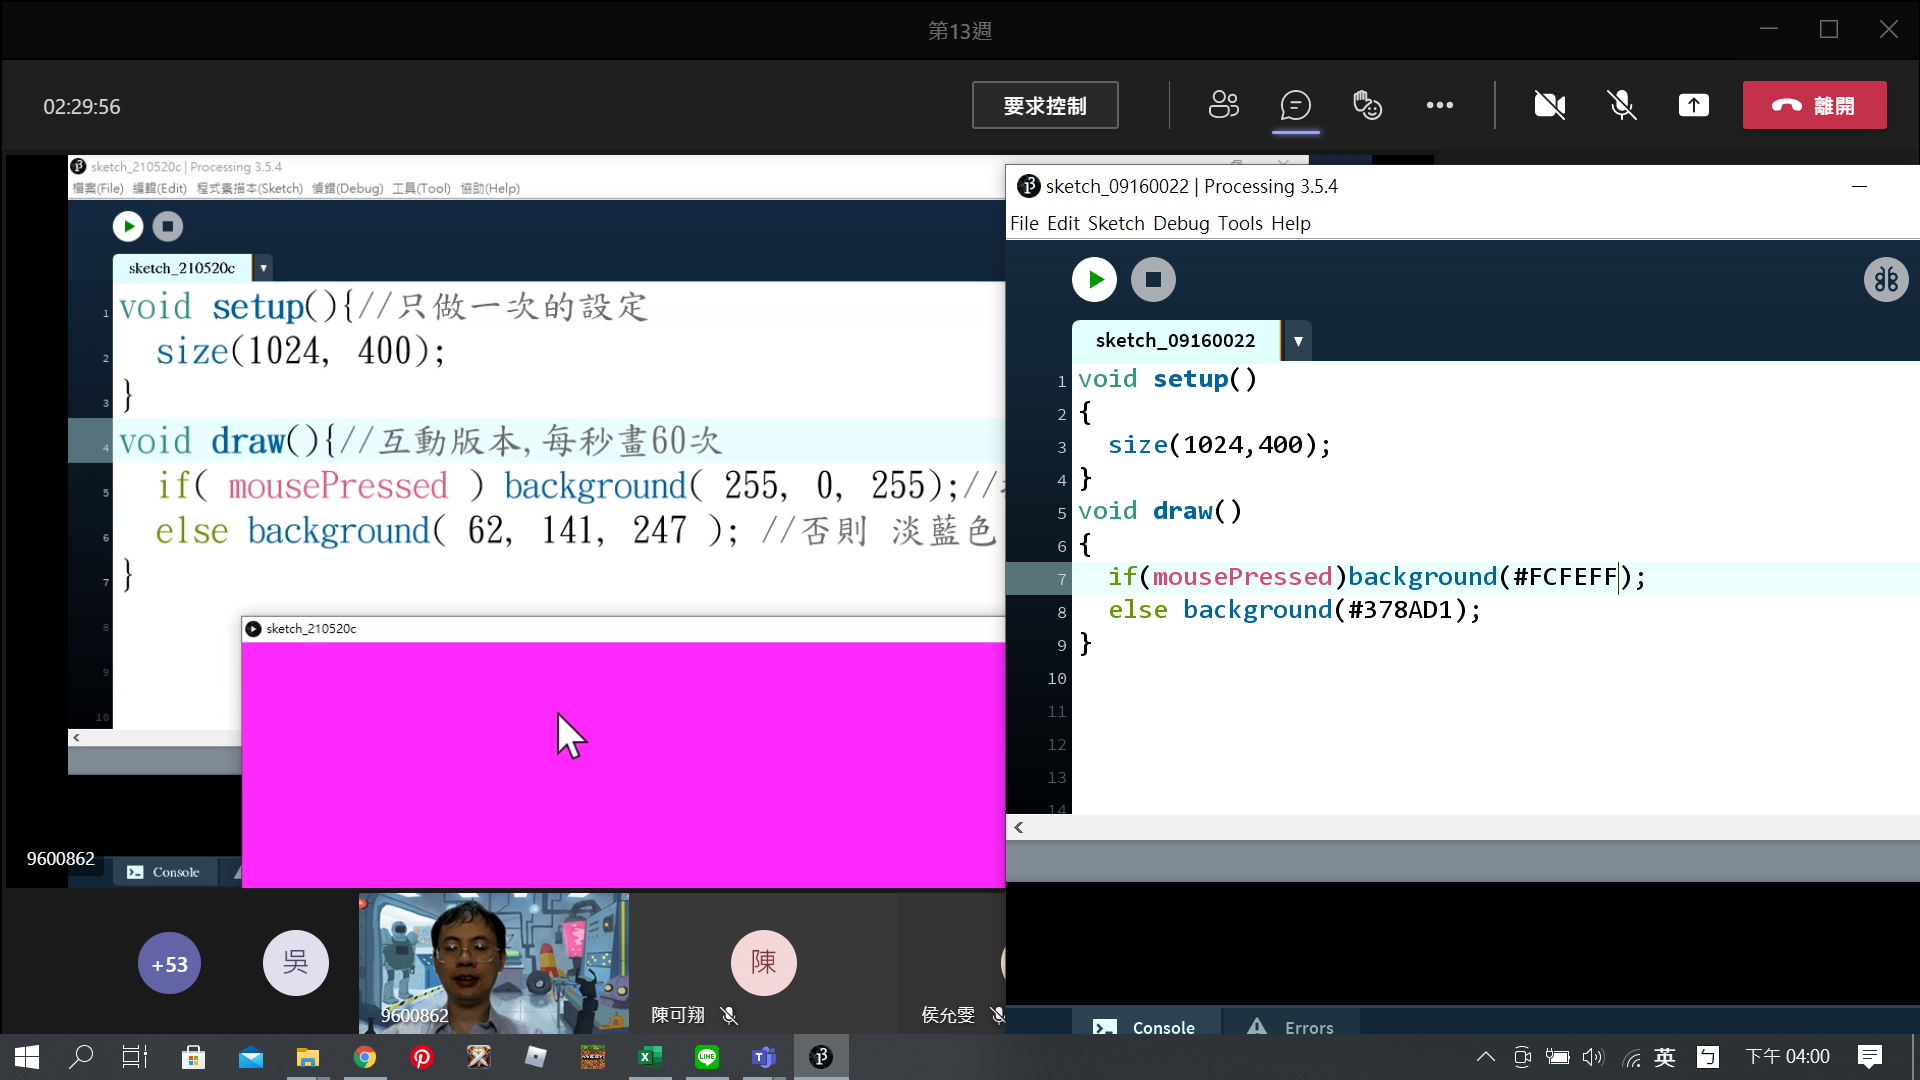 第13週
02:29:56
要求控制
離開
sketch_210520c | Processing 3.5.4
檔案(File) 編輯(Edit) 程式素描本(Sketch) 偵錯(Debug) 工具(Tool) 協助(Help)
sketch_210520c
1 void setup(){//只做一次的設定
2 size(1024, 400);
3 }
4 void draw(){//互動版本,每秒畫60次
5 if( mousePressed ) background( 255, 0, 255);//
6 else background( 62, 141, 247 ); //否則 淡藍色
7 }
8
9
10
sketch_210520c
9600862
Console
sketch_09160022 | Processing 3.5.4
File Edit Sketch Debug Tools Help
sketch_09160022
1 void setup()
2 {
3 size(1024,400);
4 }
5 void draw()
6 {
7 if(mousePressed)background(#FCFEFF);
8 else background(#378AD1);
9 }
10
11
12
13
14
Console
Errors
+53
吳
9600862
陳
陳可翔
侯允雯
英
下午 04:00